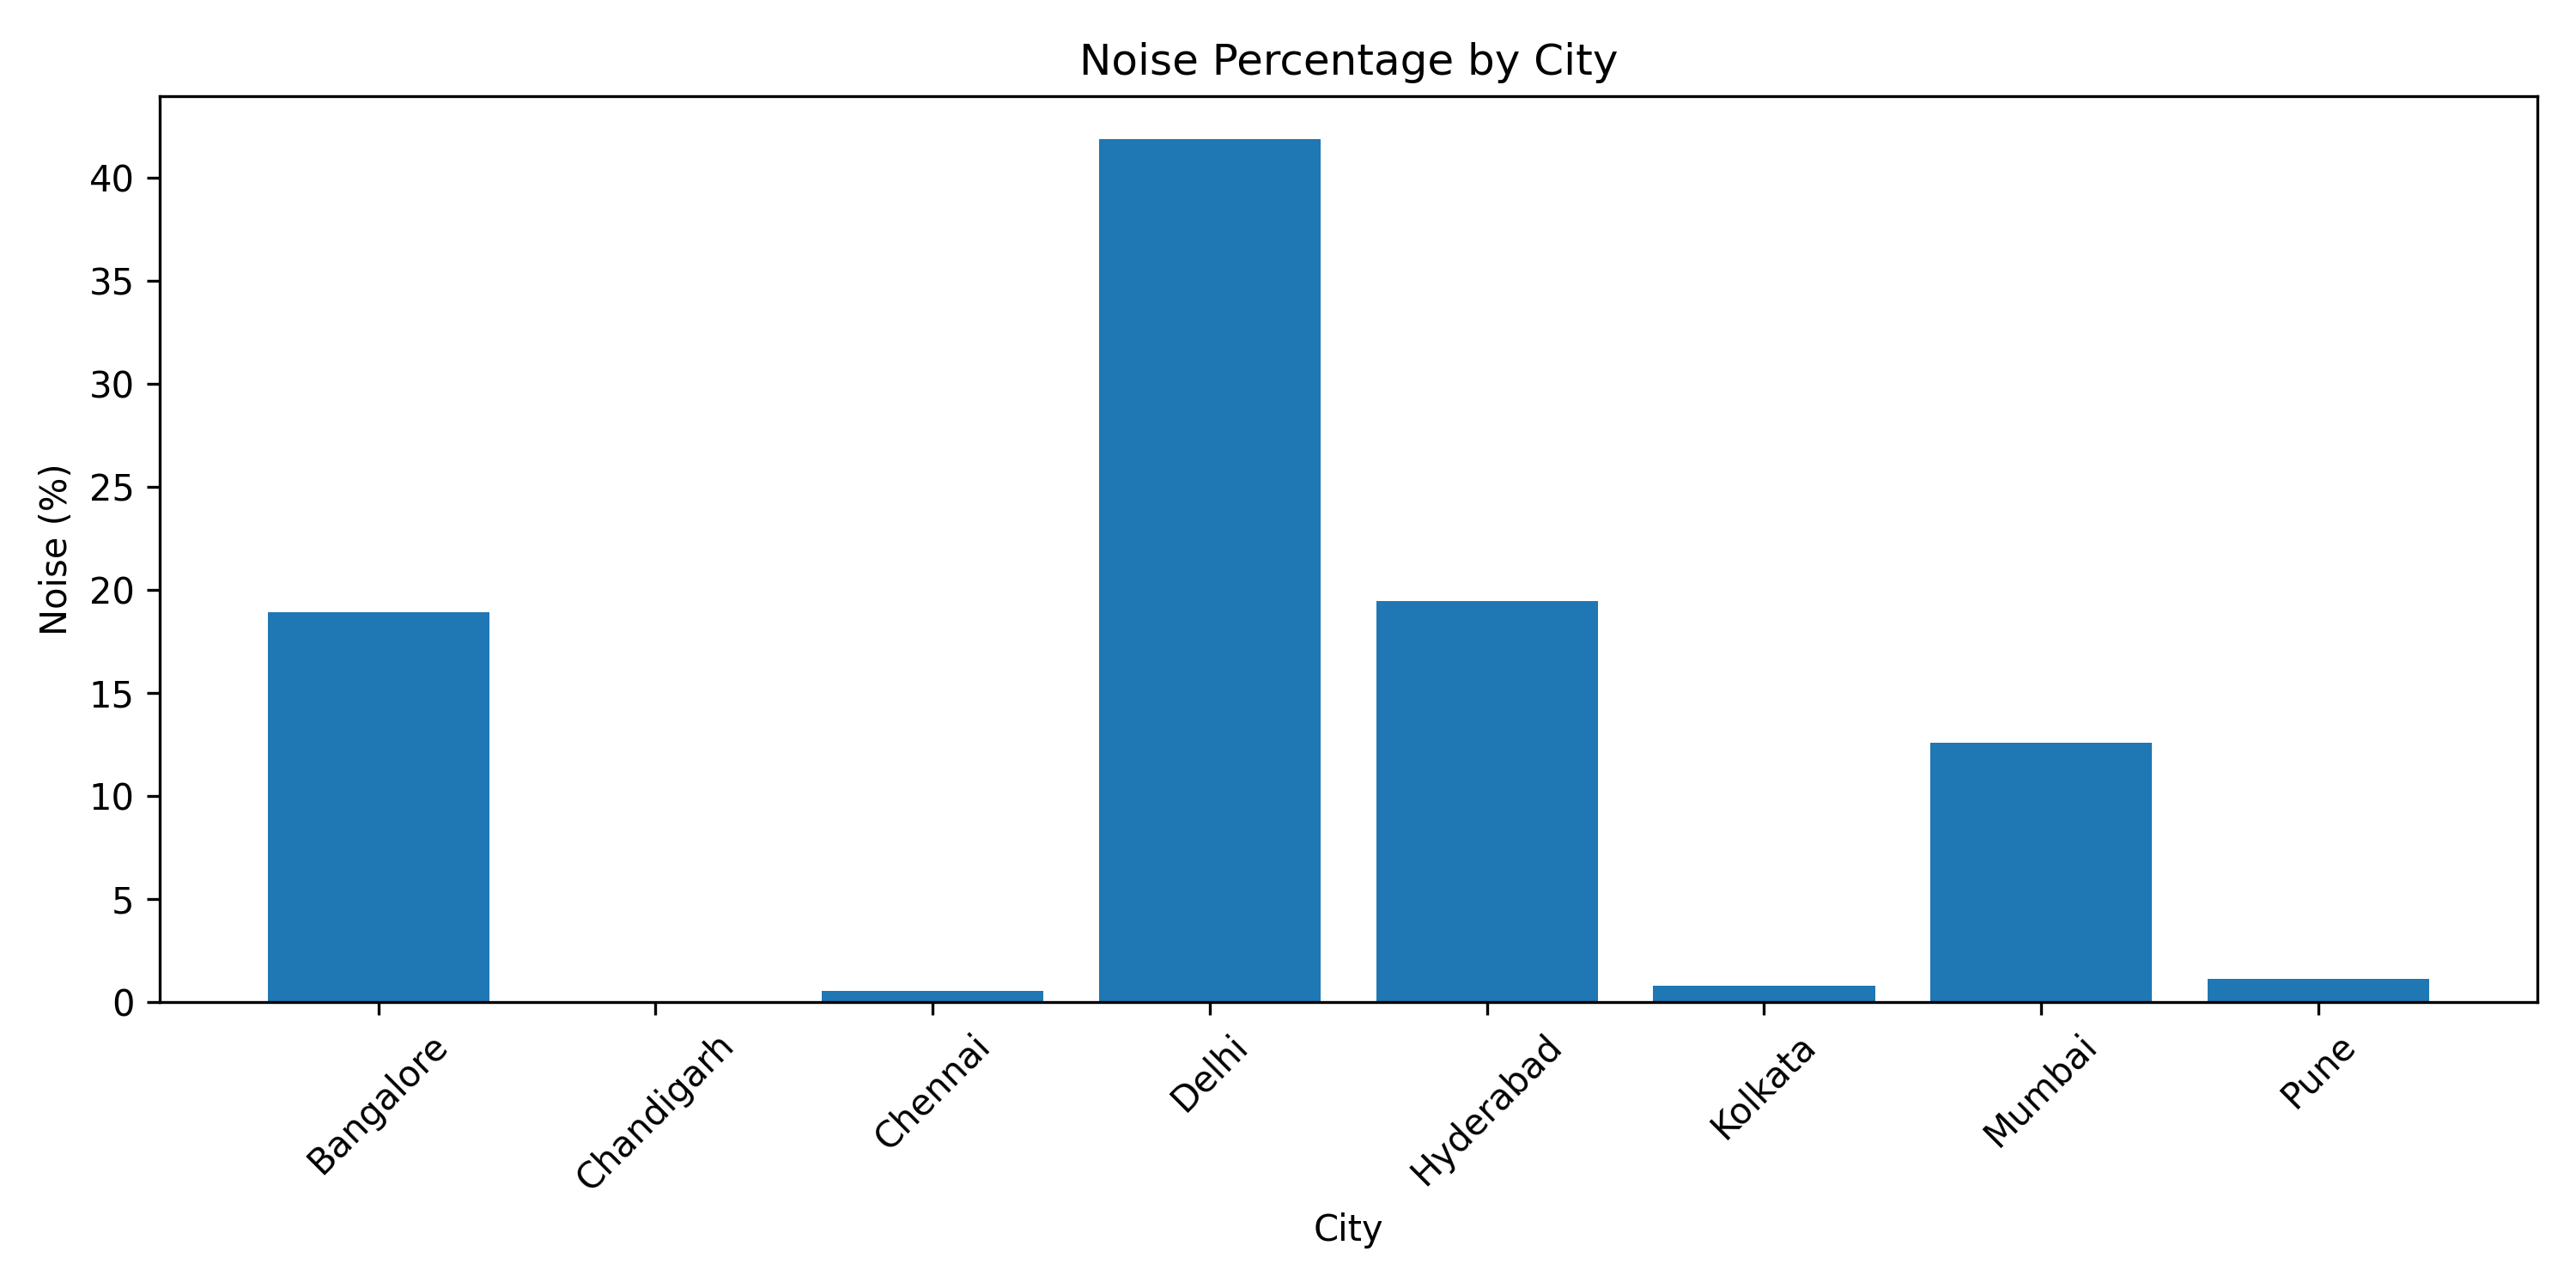 Noise Percentage by City
Noise (%)
40
35
30
25
20
15
10
5
0
Bangalore
Chandigarh
Chennai
Delhi
Hyderabad
Kolkata
Mumbai
Pune
City